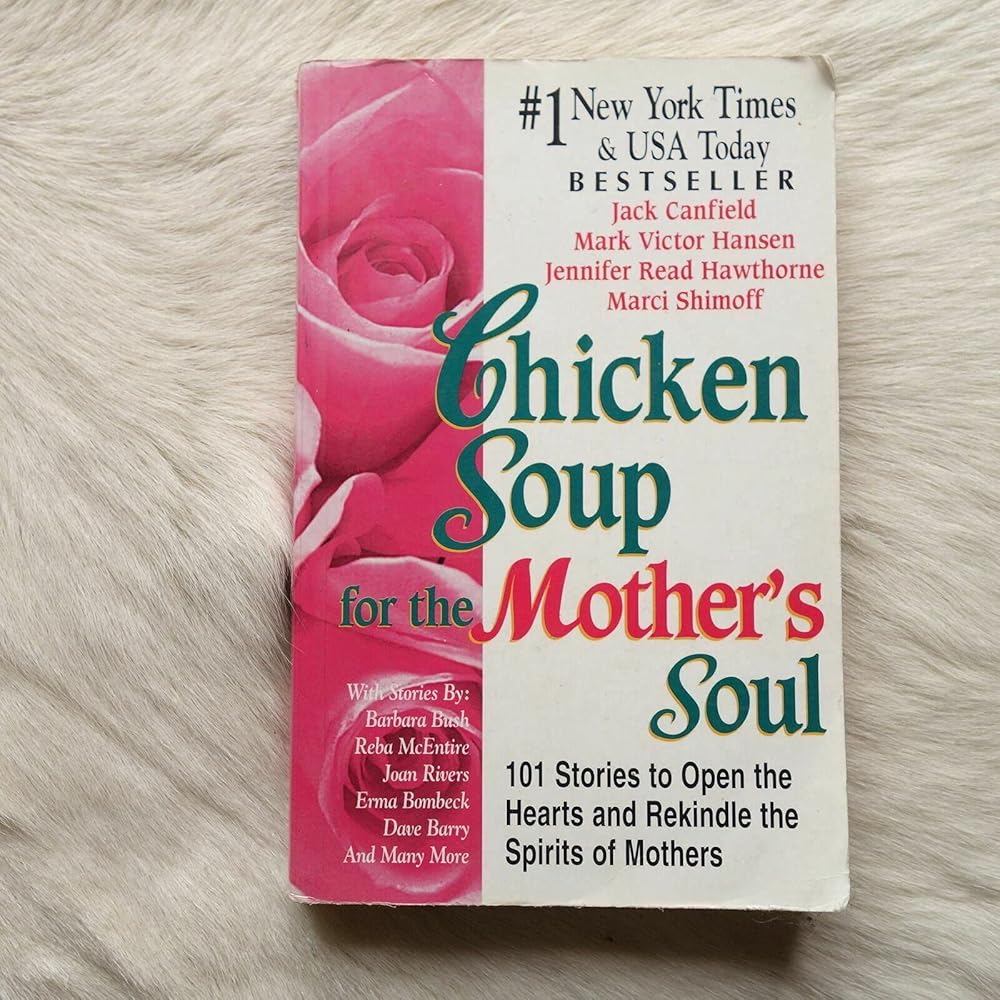 #1 New York Times
& USA Today
BESTSELLER
Jack Canfield
Mark Victor Hansen
Jennifer Read Hawthorne
Marci Shimoff
Chicken
Soup
for the Mother's
Soul
With Stories By:
Barbara Bush
Reba McEntire
Joan Rivers
Erma Bombeck
Dave Barry
And Many More
101 Stories to Open the
Hearts and Rekindle the
Spirits of Mothers